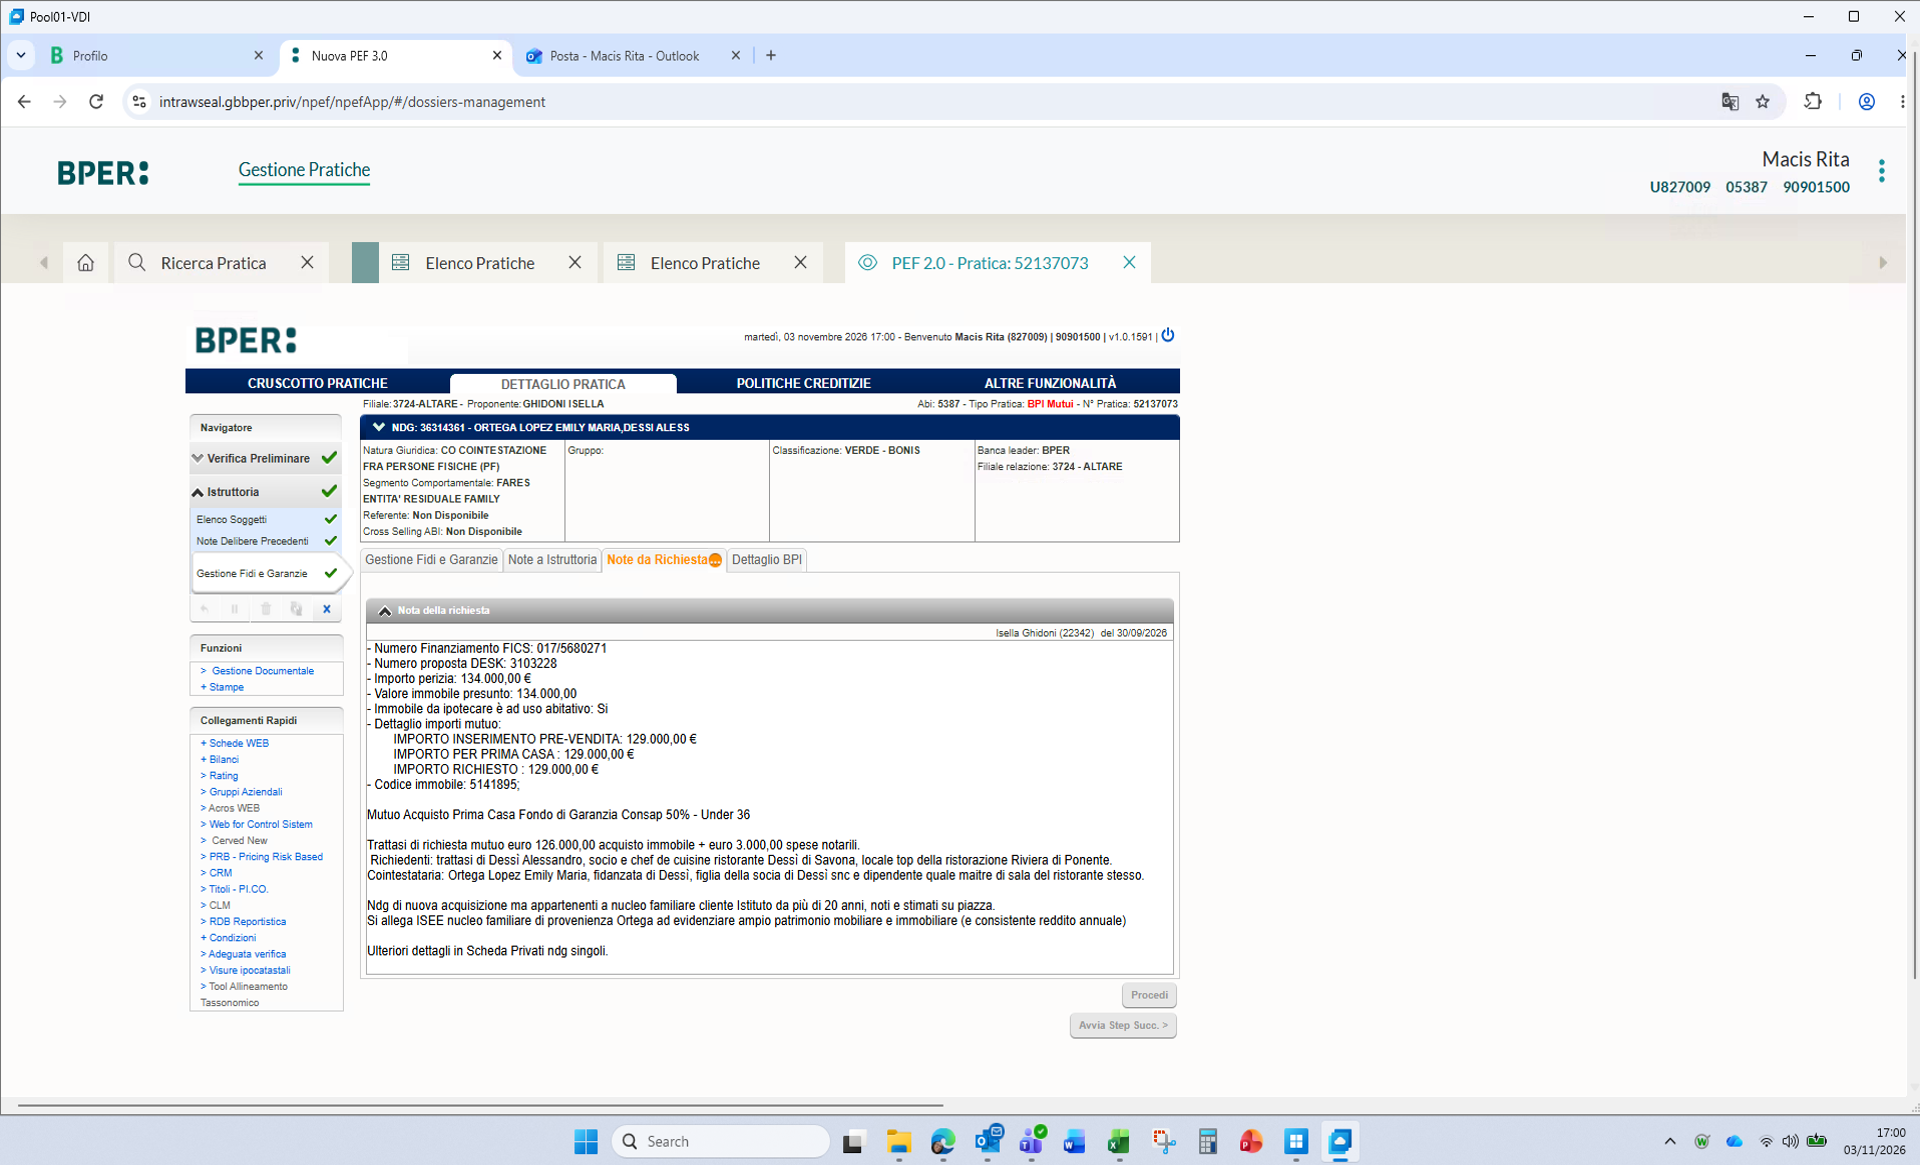 Pool01-VDI
Profilo
Nuova PEF 3.0
Posta - Macis Rita - Outlook
intrawseal.gbbper.priv/npef/npefApp/#/dossiers-management
BPER:
Gestione Pratiche
Macis Rita
U827009 05387 90901500
Ricerca Pratica
Elenco Pratiche
Elenco Pratiche
PEF 2.0 - Pratica: 52137073
BPER:
martedì, 03 novembre 2026 17:00 - Benvenuto Macis Rita (827009) | 90901500 | v1.0.1591 |
CRUSCOTTO PRATICHE
DETTAGLIO PRATICA
POLITICHE CREDITIZIE
ALTRE FUNZIONALITÀ
Filiale: 3724-ALTARE - Proponente: GHIDONI ISELLA
Abi: 5387 - Tipo Pratica: BPI Mutui - N° Pratica: 52137073
Navigatore
Verifica Preliminare
Istruttoria
Elenco Soggetti
Note Delibere Precedenti
Gestione Fidi e Garanzie
Funzioni
> Gestione Documentale
+ Stampe
Collegamenti Rapidi
+ Schede WEB
+ Bilanci
> Rating
> Gruppi Aziendali
> Acros WEB
> Web for Control Sistem
> Cerved New
> PRB - Pricing Risk Based
> CRM
> Titoli - PI.CO.
> CLM
> RDB Reportistica
+ Condizioni
> Adeguata verifica
> Visure ipocatastali
> Tool Allineamento
Tassonomico
NDG: 36314361 - ORTEGA LOPEZ EMILY MARIA,DESSI ALESS
Natura Giuridica: CO COINTESTAZIONE
FRA PERSONE FISICHE (PF)
Segmento Comportamentale: FARES
ENTITA' RESIDUALE FAMILY
Referente: Non Disponibile
Cross Selling ABI: Non Disponibile
Gruppo:
Classificazione: VERDE - BONIS
Banca leader: BPER
Filiale relazione: 3724 - ALTARE
Gestione Fidi e Garanzie
Note a Istruttoria
Note da Richiesta
Dettaglio BPI
Nota della richiesta
Isella Ghidoni (22342) del 30/09/2026
- Numero Finanziamento FICS: 017/5680271
- Numero proposta DESK: 3103228
- Importo perizia: 134.000,00 €
- Valore immobile presunto: 134.000,00
- Immobile da ipotecare è ad uso abitativo: Si
- Dettaglio importi mutuo:
IMPORTO INSERIMENTO PRE-VENDITA: 129.000,00 €
IMPORTO PER PRIMA CASA : 129.000,00 €
IMPORTO RICHIESTO : 129.000,00 €
- Codice immobile: 5141895;
Mutuo Acquisto Prima Casa Fondo di Garanzia Consap 50% - Under 36
Trattasi di richiesta mutuo euro 126.000,00 acquisto immobile + euro 3.000,00 spese notarili.
Richiedenti: trattasi di Dessì Alessandro, socio e chef de cuisine ristorante Dessì di Savona, locale top della ristorazione Riviera di Ponente.
Cointestataria: Ortega Lopez Emily Maria, fidanzata di Dessì, figlia della socia di Dessì snc e dipendente quale maitre di sala del ristorante stesso.
Ndg di nuova acquisizione ma appartenenti a nucleo familiare cliente Istituto da più di 20 anni, noti e stimati su piazza.
Si allega ISEE nucleo familiare di provenienza Ortega ad evidenziare ampio patrimonio mobiliare e immobiliare (e consistente reddito annuale)
Ulteriori dettagli in Scheda Privati ndg singoli.
Procedi
Avvia Step Succ. >
Search
17:00
03/11/2026